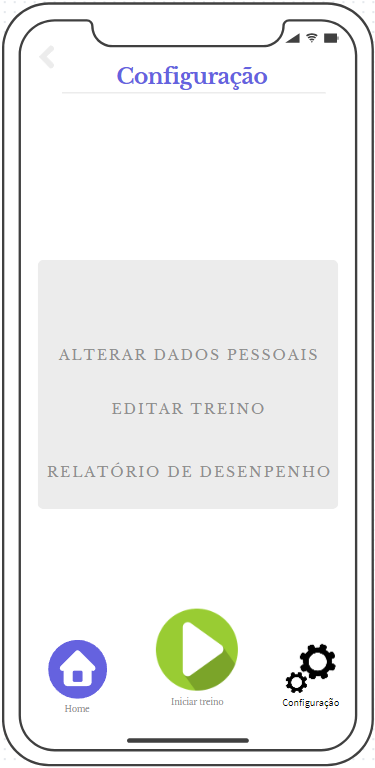 Configuração
ALTERAR DADOS PESSOAIS
EDITAR TREINO
RELATÓRIO DE DESENPENHO
Home
Iniciar treino
Configuração